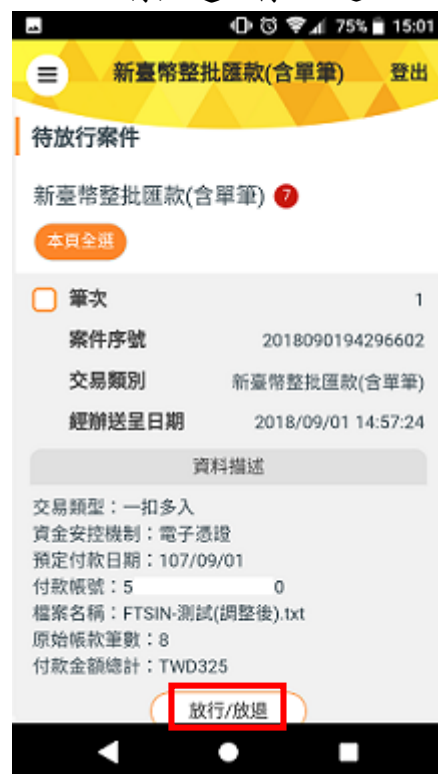 75% 15:01
新臺幣整批匯款(含單筆) 登出
待放行案件
新臺幣整批匯款(含單筆) 7
本頁全選
筆次 1
案件序號 2018090194296602
交易類別 新臺幣整批匯款(含單筆)
經辦送呈日期 2018/09/01 14:57:24
資料描述
交易類型：一扣多入
資金安控機制：電子憑證
預定付款日期：107/09/01
付款帳號：5 0
檔案名稱：FTSIN-測試(調整後).txt
原始帳款筆數：8
付款金額總計：TWD325
放行/放退